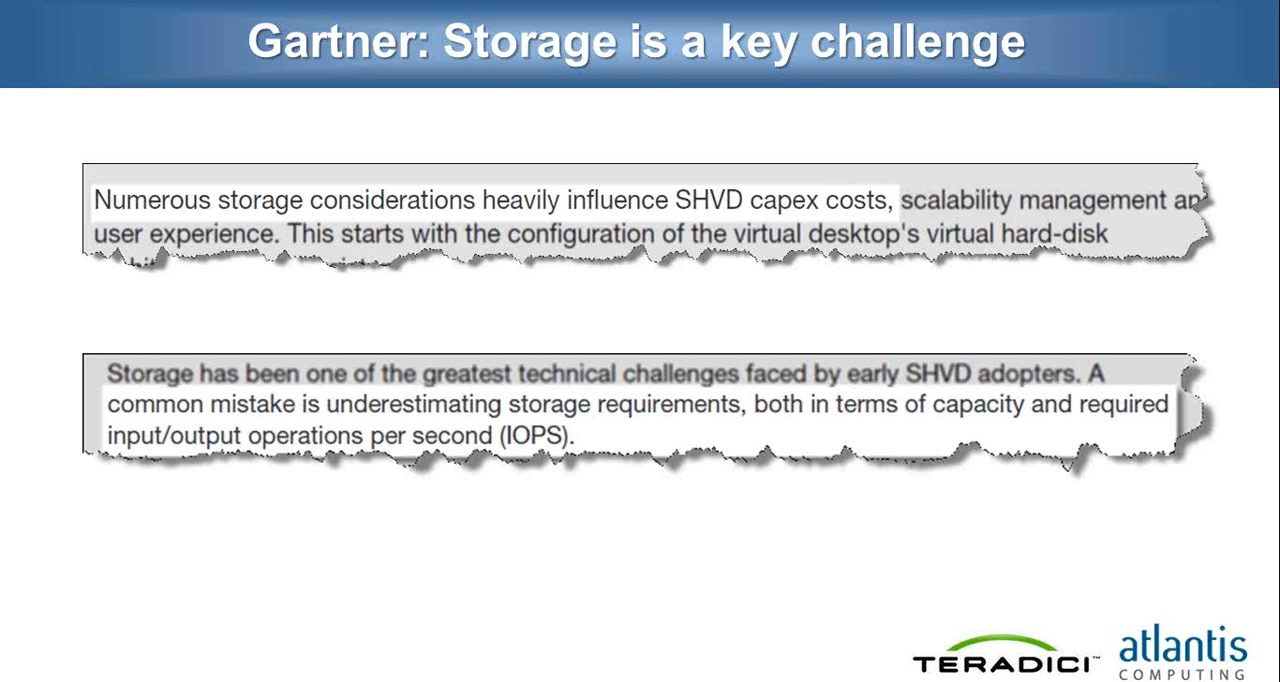 Gartner: Storage is a key challenge
Numerous storage considerations heavily influence SHVD capex costs, scalability management an
user experience. This starts with the configuration of the virtual desktop's virtual hard-disk
Storage has been one of the greatest technical challenges faced by early SHVD adopters. A
common mistake is underestimating storage requirements, both in terms of capacity and required
input/output operations per second (IOPS).
TERADICI™
atlantis
COMPUTING